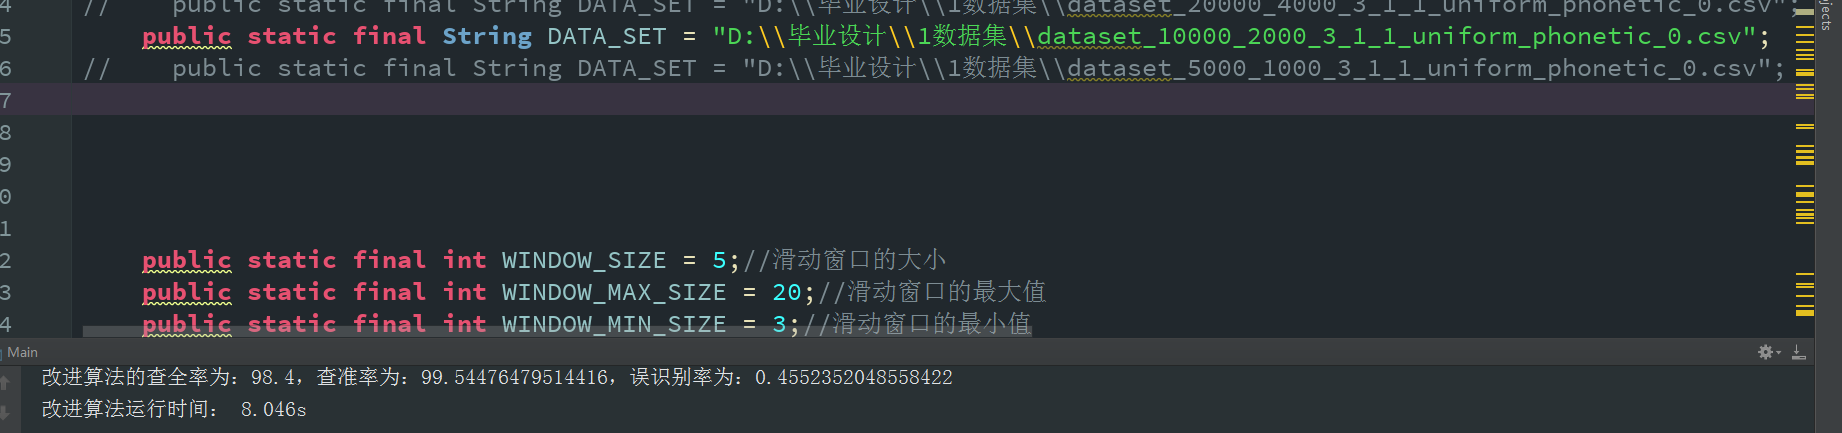 4 // public static final String DATA_SET = "D:\\毕业设计\\1数据集\\dataset_20000_4000_3_1_1_uniform_phonetic_0.csv";
5 public static final String DATA_SET = "D:\\毕业设计\\1数据集\\dataset_10000_2000_3_1_1_uniform_phonetic_0.csv";
6 // public static final String DATA_SET = "D:\\毕业设计\\1数据集\\dataset_5000_1000_3_1_1_uniform_phonetic_0.csv";
7
8
9
0
1
2 public static final int WINDOW_SIZE = 5;//滑动窗口的大小
3 public static final int WINDOW_MAX_SIZE = 20;//滑动窗口的最大值
4 public static final int WINDOW_MIN_SIZE = 3;//滑动窗口的最小值
Main
改进算法的查全率为：98.4，查准率为：99.54476479514416，误识别率为：0.4552352048558422
改进算法运行时间： 8.046s